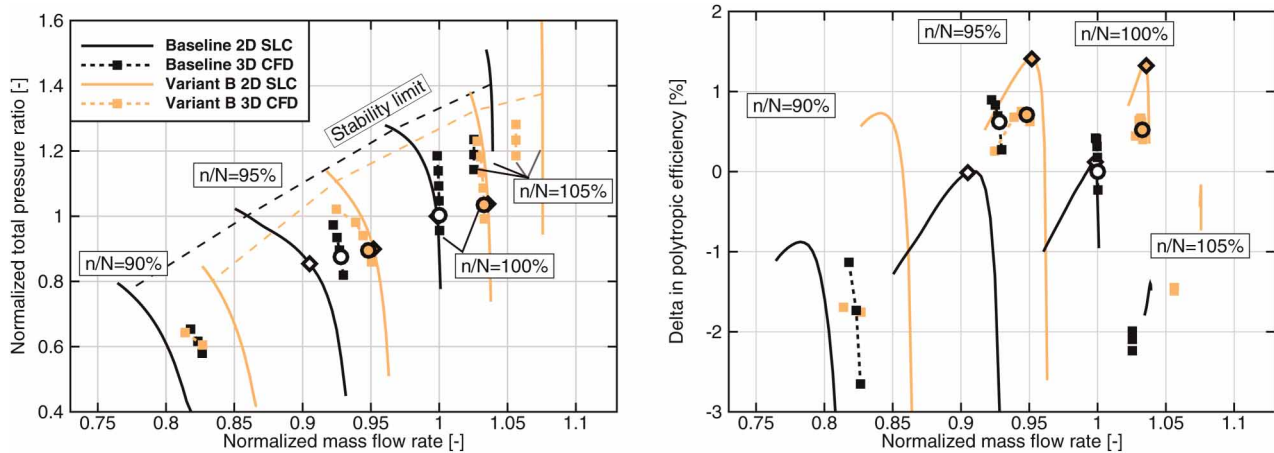 Normalized total pressure ratio [-]
1.6
1.4
1.2
1
0.8
0.6
0.4
Baseline 2D SLC
Baseline 3D CFD
Variant B 2D SLC
Variant B 3D CFD
Stability limit
n/N=95%
n/N=90%
n/N=105%
n/N=100%
0.75
0.8
0.85
0.9
0.95
1
1.05
1.1
Normalized mass flow rate [-]
Delta in polytropic efficiency [%]
2
1
0
-1
-2
-3
n/N=95%
n/N=100%
n/N=90%
n/N=105%
0.75
0.8
0.85
0.9
0.95
1
1.05
1.1
Normalized mass flow rate [-]